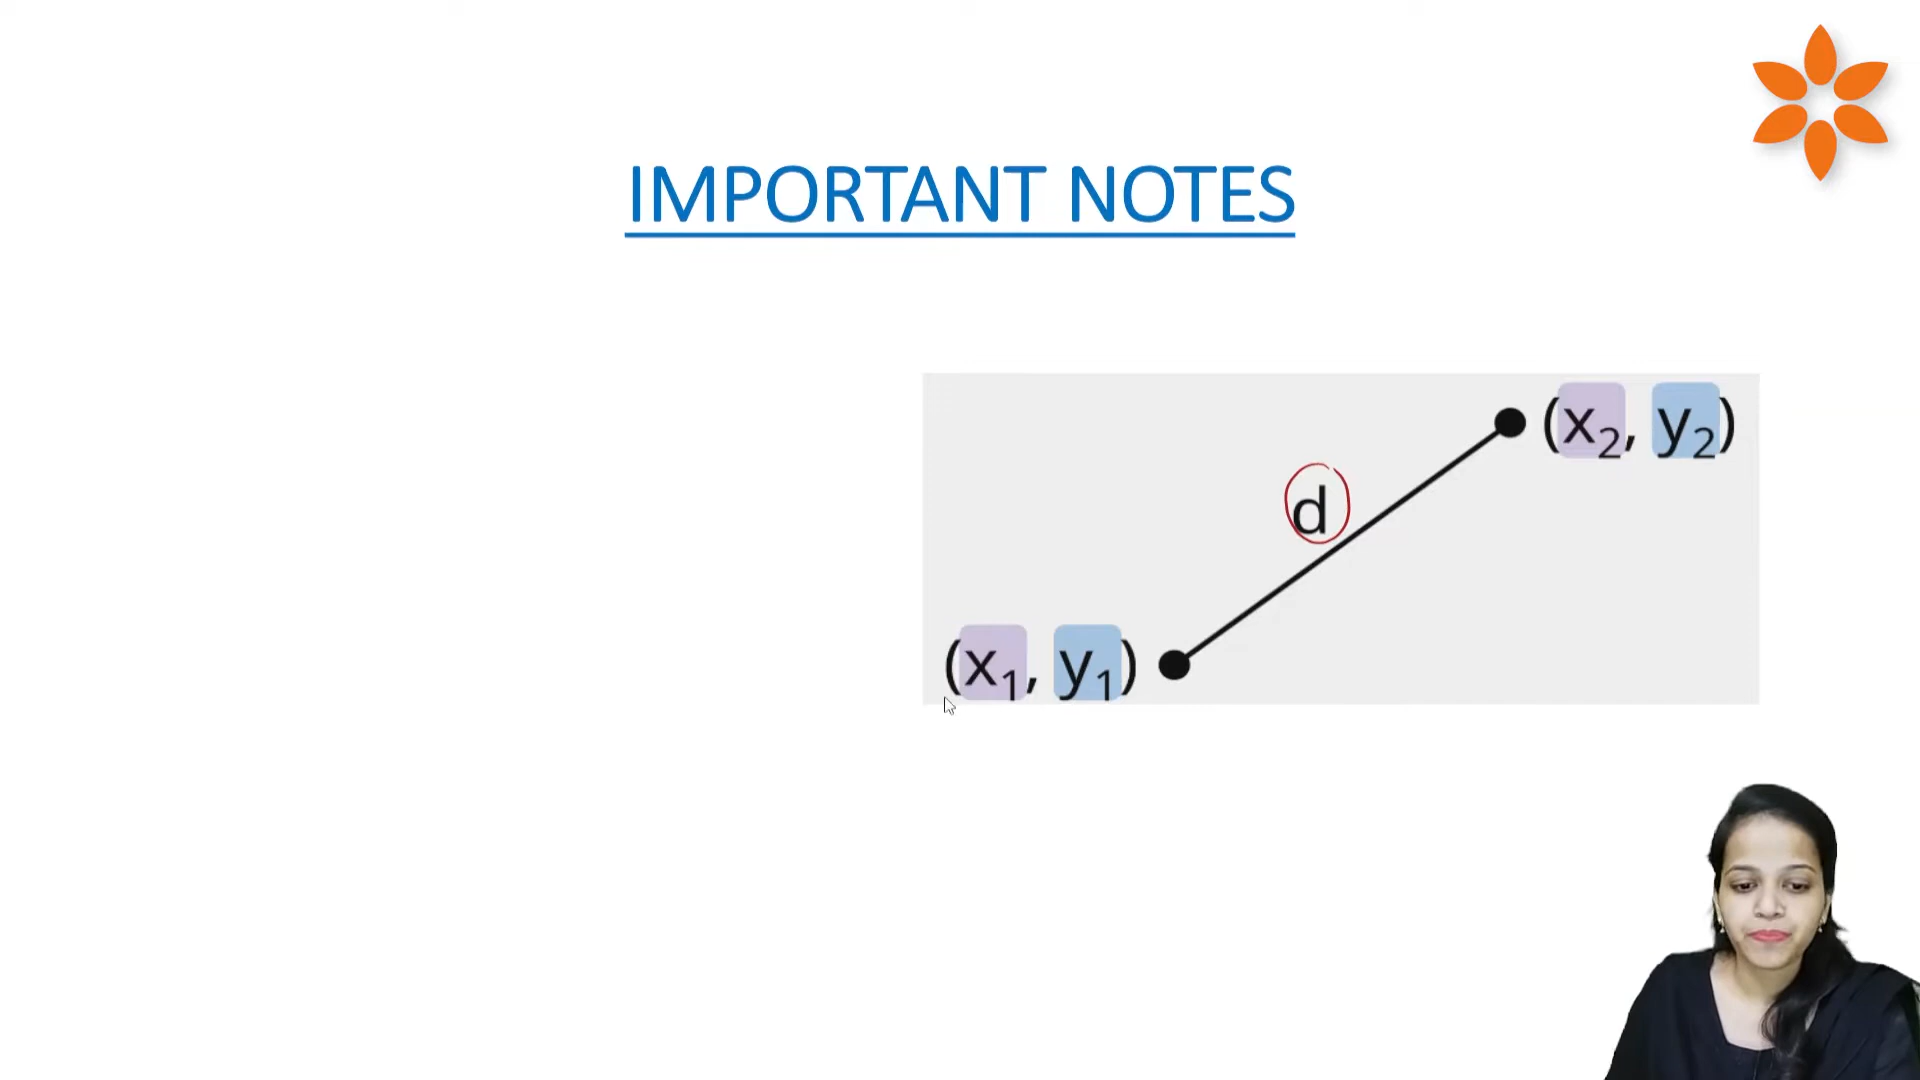 IMPORTANT NOTES
(x₂, y₂)
d
(x₁, y₁)